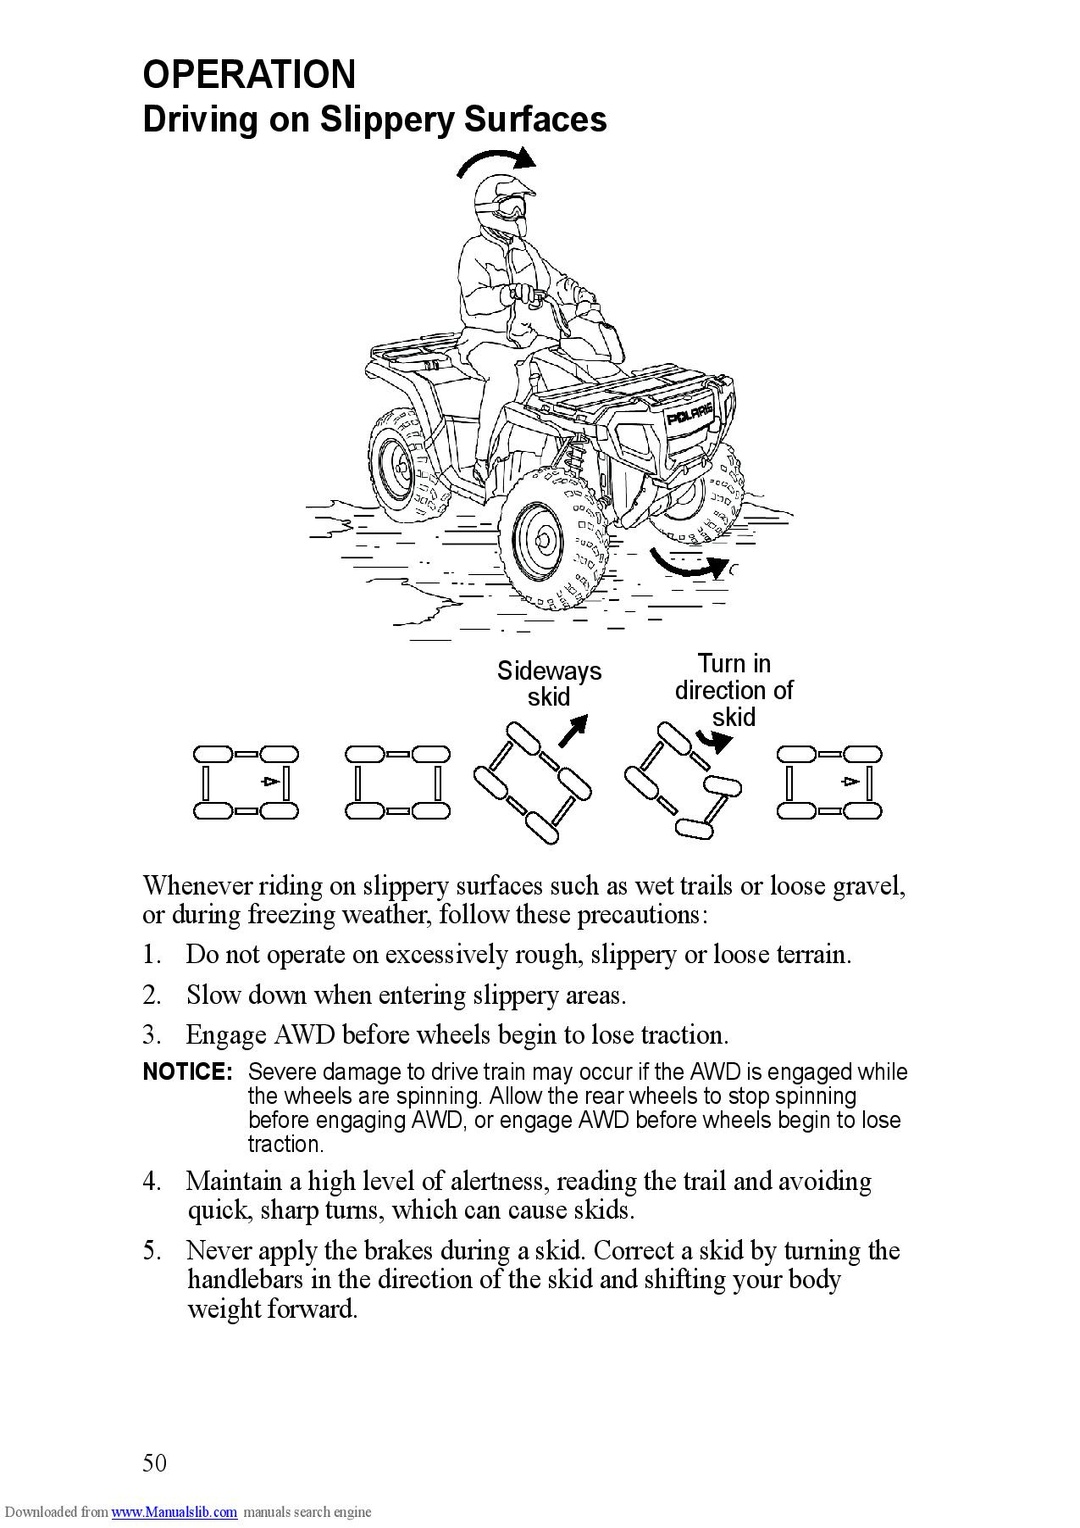 OPERATION
Driving on Slippery Surfaces
POLARIS
Sideways
skid
Turn in
direction of
skid
Whenever riding on slippery surfaces such as wet trails or loose gravel,
or during freezing weather, follow these precautions:
1. Do not operate on excessively rough, slippery or loose terrain.
2. Slow down when entering slippery areas.
3. Engage AWD before wheels begin to lose traction.
NOTICE: Severe damage to drive train may occur if the AWD is engaged while
the wheels are spinning. Allow the rear wheels to stop spinning
before engaging AWD, or engage AWD before wheels begin to lose
traction.
4. Maintain a high level of alertness, reading the trail and avoiding
quick, sharp turns, which can cause skids.
5. Never apply the brakes during a skid. Correct a skid by turning the
handlebars in the direction of the skid and shifting your body
weight forward.
50
Downloaded from www.Manualslib.com manuals search engine